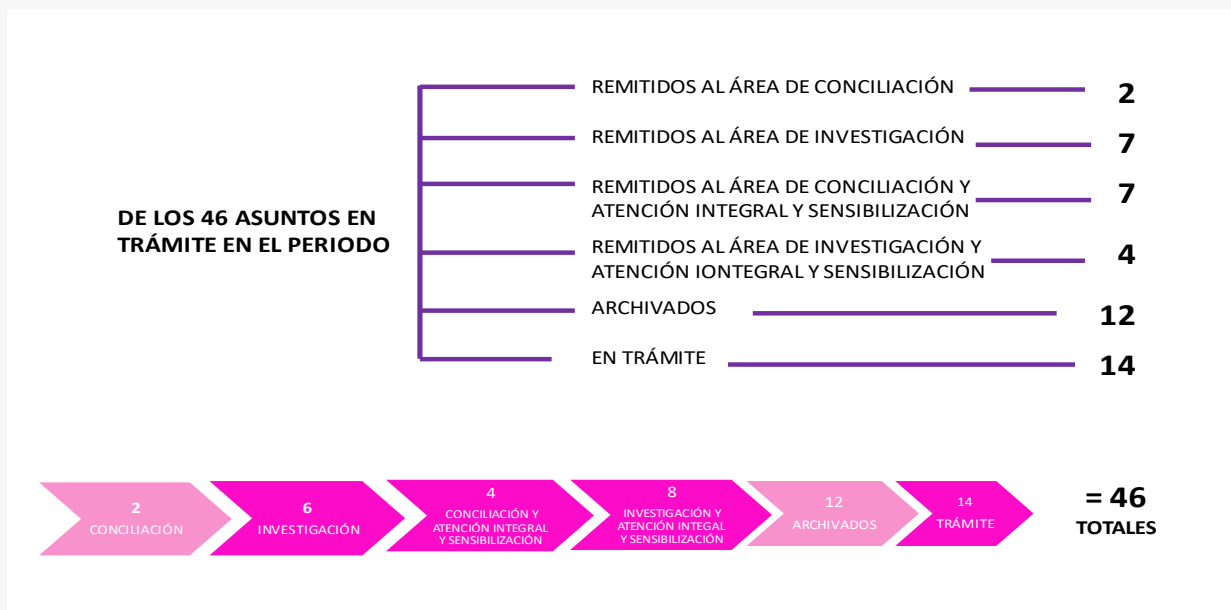 DE LOS 46 ASUNTOS EN
TRÁMITE EN EL PERIODO
REMITIDOS AL ÁREA DE CONCILIACIÓN 2
REMITIDOS AL ÁREA DE INVESTIGACIÓN 7
REMITIDOS AL ÁREA DE CONCILIACIÓN Y
ATENCIÓN INTEGRAL Y SENSIBILIZACIÓN 7
REMITIDOS AL ÁREA DE INVESTIGACIÓN Y
ATENCIÓN IONTEGRAL Y SENSIBILIZACIÓN 4
ARCHIVADOS 12
EN TRÁMITE 14
2
CONCILIACIÓN
6
INVESTIGACIÓN
4
CONCILIACIÓN Y
ATENCIÓN INTEGRAL
Y SENSIBILIZACIÓN
8
INVESTIGACIÓN Y
ATENCIÓN INTEGAL
Y SENSIBILIZACIÓN
12
ARCHIVADOS
14
TRÁMITE
= 46
TOTALES